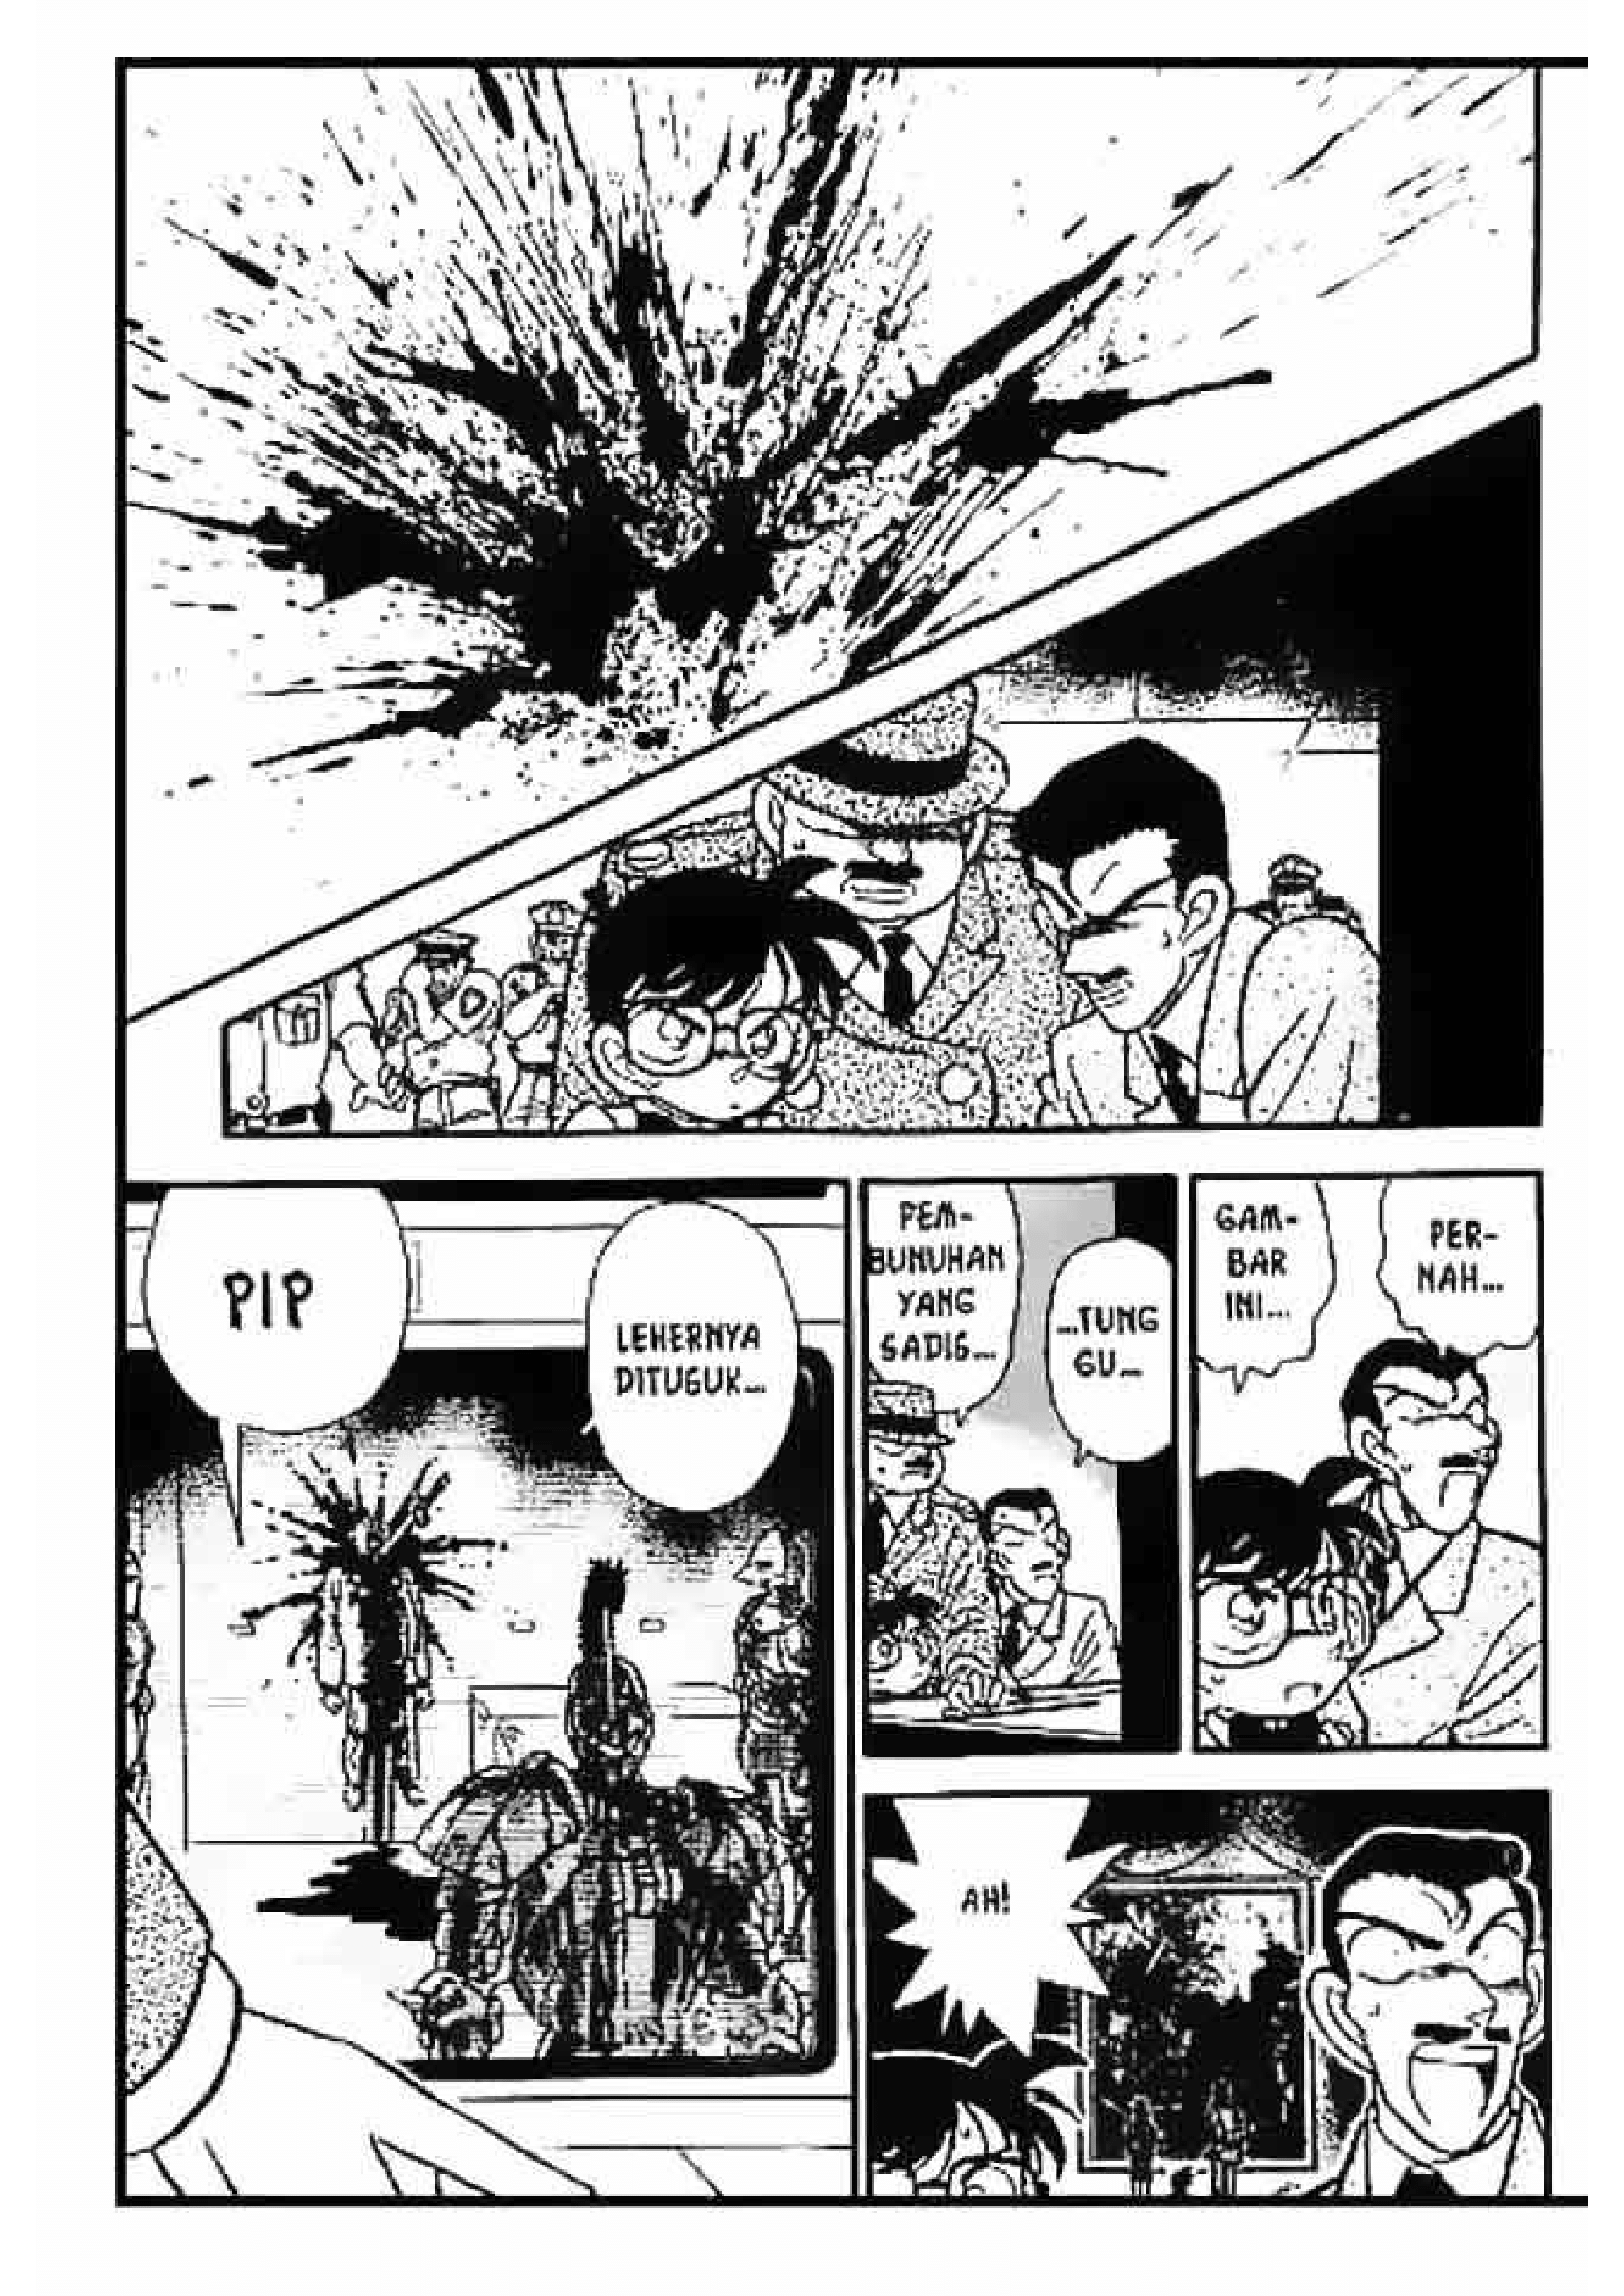 PIP
LEHERNYA
DITUSUK...
PEM-
BUNUHAN
YANG
SADIS...
...TUNG
GU...
GAM-
BAR
INI...
PER-
NAH...
AH!